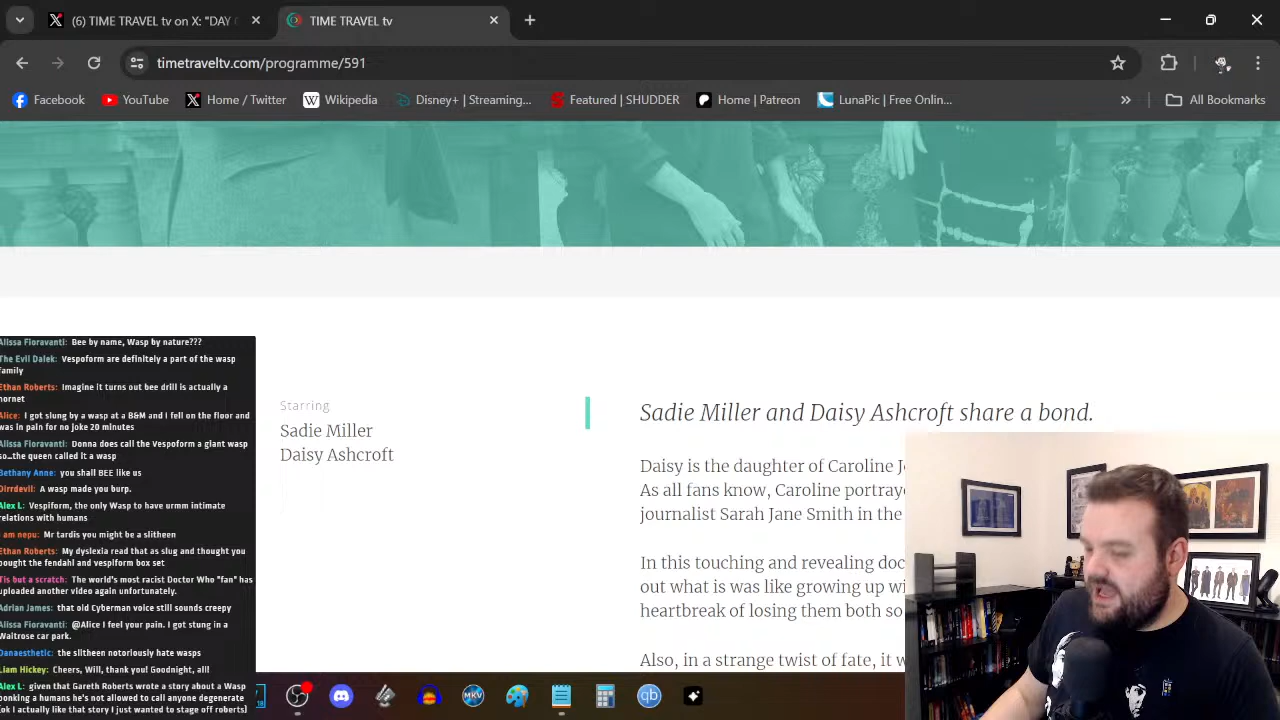 (6) TIME TRAVEL tv on X: "DAY
TIME TRAVEL tv
timetraveltv.com/programme/591
Facebook YouTube Home / Twitter Wikipedia Disney+ | Streaming... Featured | SHUDDER Home | Patreon LunaPic | Free Onlin... All Bookmarks
Alissa Fioravanti: Bee by name, Wasp by nature???
The Evil Dalek: Vespoform are definitely a part of the wasp
family
Ethan Roberts: Imagine it turns out bee drill is actually a
hornet
Alice: I got slung by a wasp at a B&M and I fell on the floor and
was in pain for no joke 20 minutes
Alissa Fioravanti: Donna does call the Vespoform a giant wasp
so...the queen called it a wasp
Bethany Anne: you shall BEE like us
Dirrdevil: A wasp made you burp.
Alex L: Vespiform, the only Wasp to have urmm intimate
relations with humans
i am nepu: Mr tardis you might be a slitheen
Ethan Roberts: My dyslexia read that as slug and thought you
bought the fendahl and vespiform box set
Tis but a scratch: The world's most racist Doctor Who "fan" has
uploaded another video again unfortunately.
Adrian James: that old Cyberman voice still sounds creepy
Alissa Fioravanti: @Alice I feel your pain. I got stung in a
Waitrose car park.
Danaesthetic: the slitheen notoriously hate wasps
Liam Hickey: Cheers, Will, thank you! Goodnight, all!
Alex L: given that Gareth Roberts wrote a story about a Wasp
bonking a humans he's not allowed to call anyone degenerate
(ok I actually like that story I just wanted to stage off roberts)
Starring
Sadie Miller
Daisy Ashcroft
Sadie Miller and Daisy Ashcroft share a bond.
Daisy is the daughter of Caroline J
As all fans know, Caroline portraye
journalist Sarah Jane Smith in the
In this touching and revealing doc
out what is was like growing up wi
heartbreak of losing them both so
Also, in a strange twist of fate, it w
MKV
qb